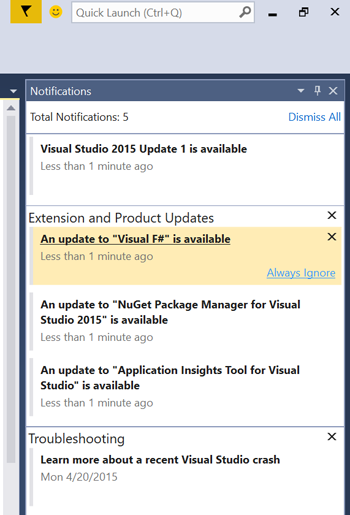 Quick Launch (Ctrl+Q)
Notifications
Total Notifications: 5 Dismiss All
Visual Studio 2015 Update 1 is available
Less than 1 minute ago
Extension and Product Updates
An update to "Visual F#" is available
Less than 1 minute ago
Always Ignore
An update to "NuGet Package Manager for Visual
Studio 2015" is available
Less than 1 minute ago
An update to "Application Insights Tool for Visual
Studio" is available
Less than 1 minute ago
Troubleshooting
Learn more about a recent Visual Studio crash
Mon 4/20/2015